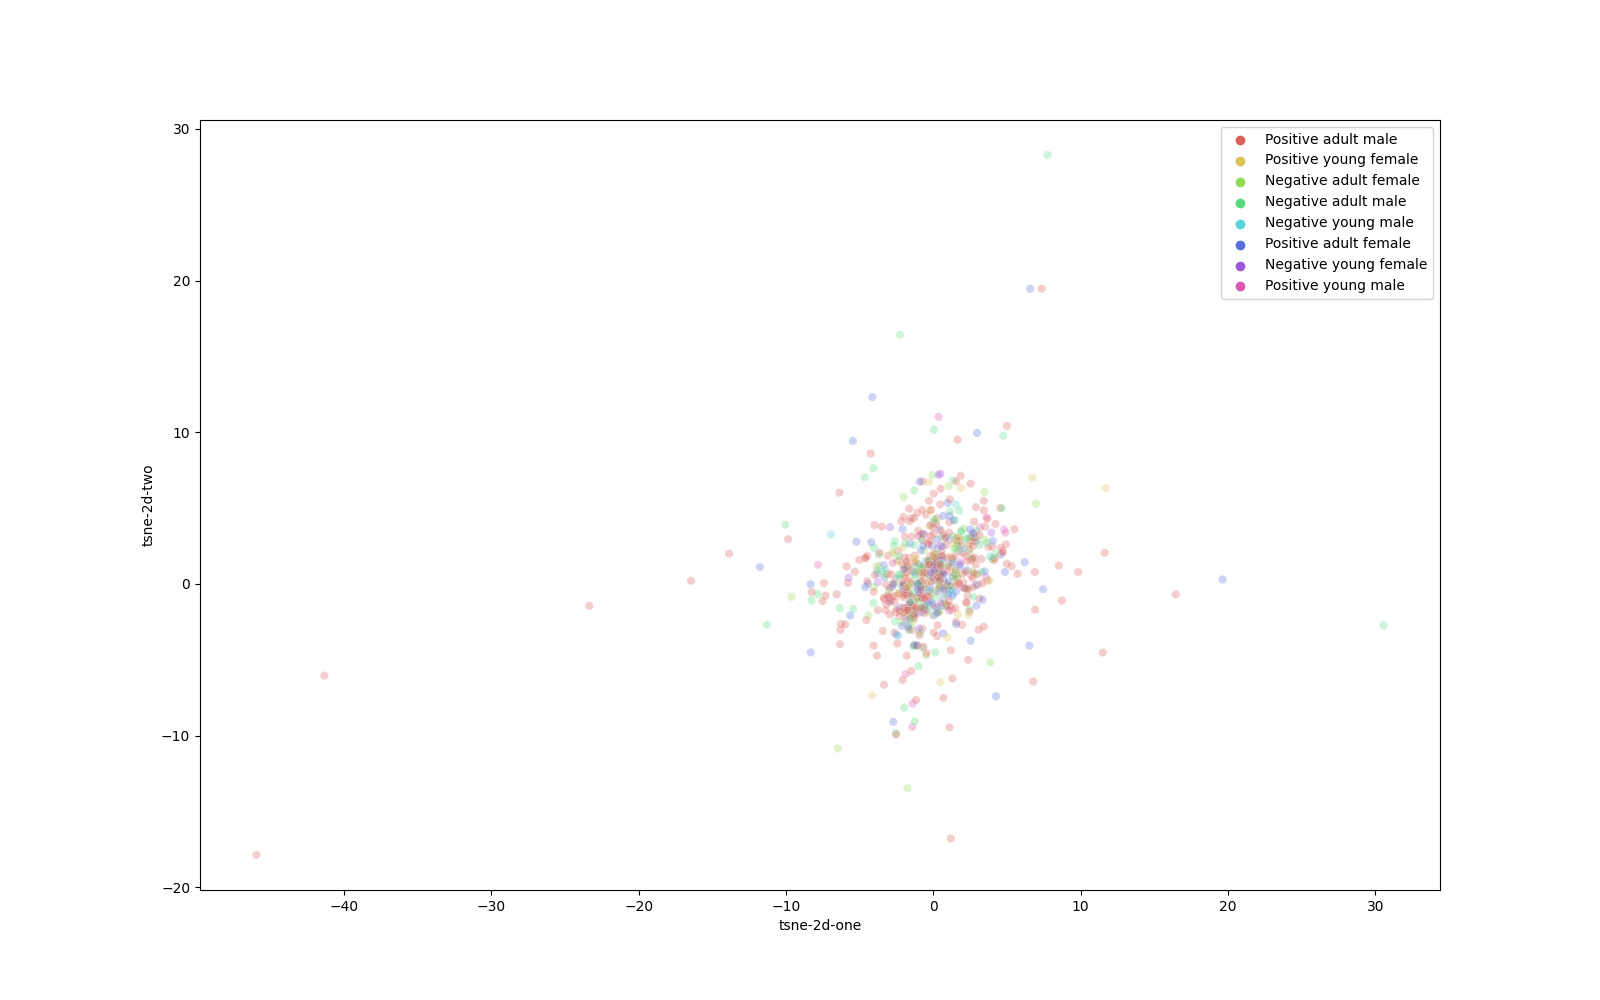 Positive adult male
Positive young female
Negative adult female
Negative adult male
Negative young male
Positive adult female
Negative young female
Positive young male
30
20
10
0
−10
−20
tsne-2d-two
−40
−30
−20
−10
0
10
20
30
tsne-2d-one